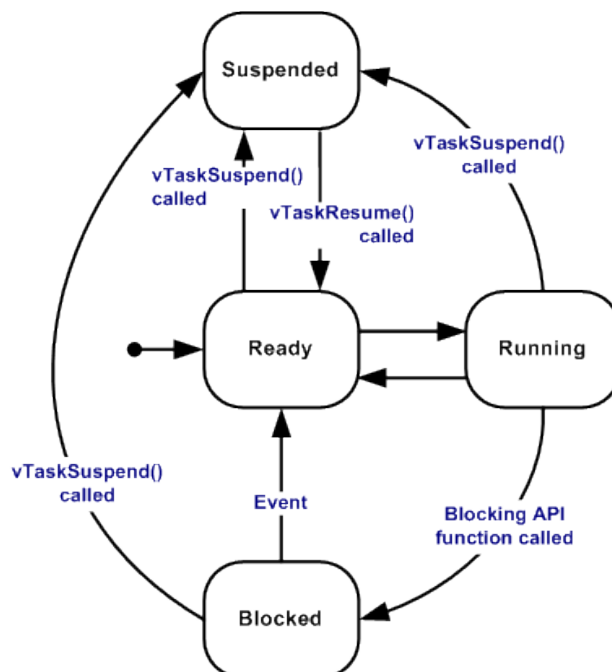 Suspended
vTaskSuspend()
called
vTaskSuspend()
called
vTaskResume()
called
Ready
Running
vTaskSuspend()
called
Event
Blocking API
function called
Blocked